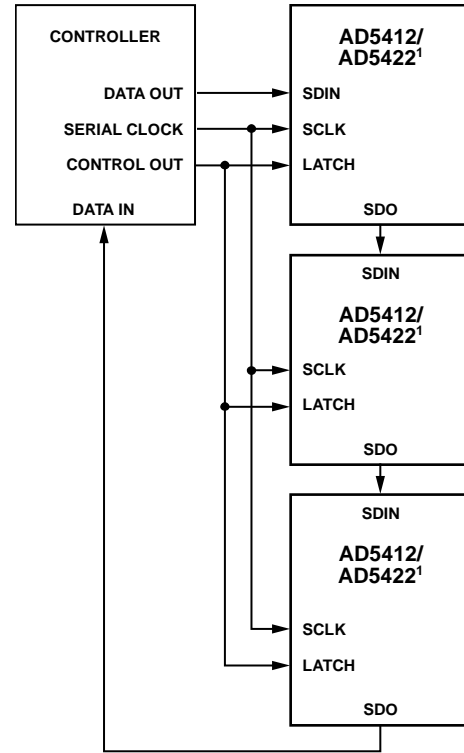 CONTROLLER
DATA OUT
SERIAL CLOCK
CONTROL OUT
DATA IN
AD5412/
AD5422¹
SDIN
SCLK
LATCH
SDO
SDIN
AD5412/
AD5422¹
SCLK
LATCH
SDO
SDIN
AD5412/
AD5422¹
SCLK
LATCH
SDO